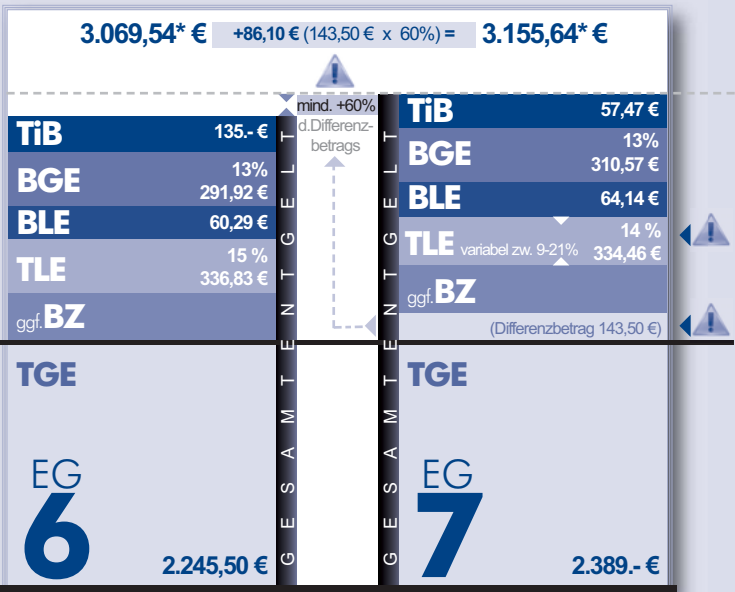 3.069,54* € +86,10 € (143,50 € x 60%) = 3.155,64* €
mind. +60%
d.Differenz-
betrags
TiB 135.- €
BGE 13%
291,92 €
BLE 60,29 €
TLE 15 %
336,83 €
ggf. BZ
TGE
EG
6
2.245,50 €
GESAMTENTGELT
GESAMTENTGELT
TiB 57,47 €
BGE 13%
310,57 €
BLE 64,14 €
TLE variabel zw. 9-21% 14 %
334,46 €
ggf. BZ
(Differenzbetrag 143,50 €)
TGE
EG
7
2.389.- €